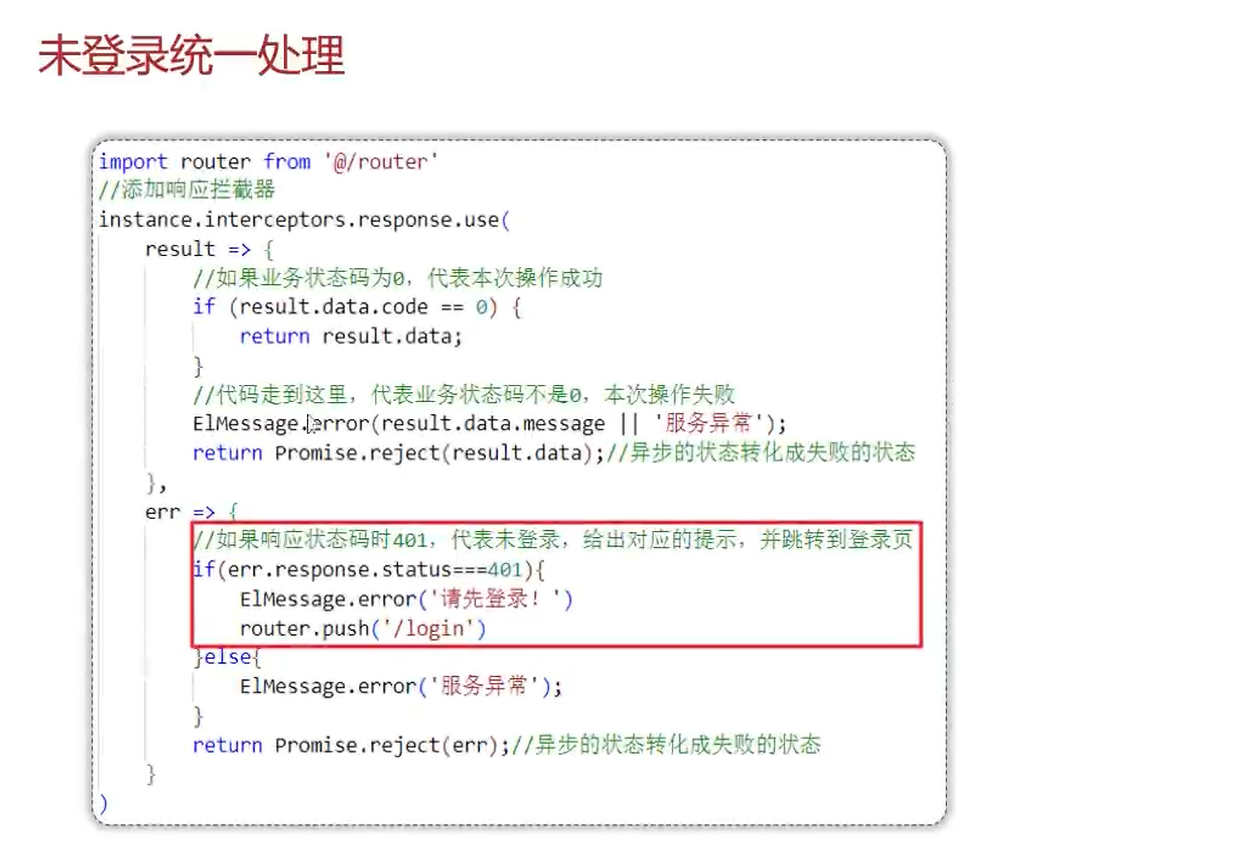 未登录统一处理
import router from '@/router'
//添加响应拦截器
instance.interceptors.response.use(
result => {
//如果业务状态码为0，代表本次操作成功
if (result.data.code == 0) {
return result.data;
}
//代码走到这里，代表业务状态码不是0，本次操作失败
ElMessage.error(result.data.message || '服务异常');
return Promise.reject(result.data);//异步的状态转化成失败的状态
},
err => {
//如果响应状态码时401，代表未登录，给出对应的提示，并跳转到登录页
if(err.response.status===401){
ElMessage.error('请先登录！')
router.push('/login')
}else{
ElMessage.error('服务异常');
}
return Promise.reject(err);//异步的状态转化成失败的状态
}
)